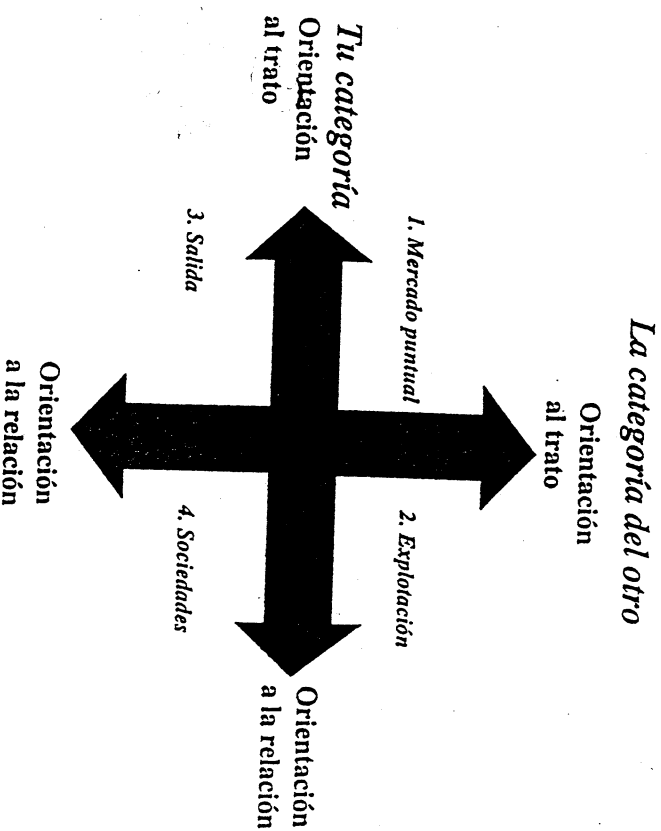 La categoría del otro
Orientación
al trato
1. Mercado puntual
2. Explotación
Tu categoría
Orientación
al trato
Orientación
a la relación
3. Salida
4. Sociedades
Orientación
a la relación